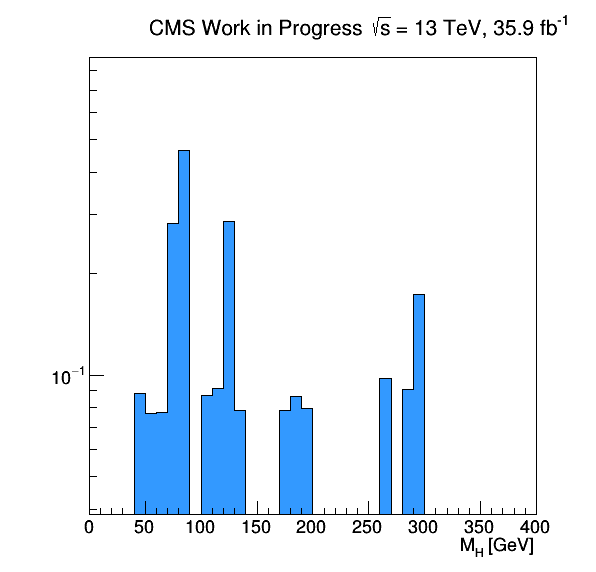 CMS Work in Progress √s = 13 TeV, 35.9 fb⁻¹
10⁻¹
0 50 100 150 200 250 300 350 400
M_H [GeV]